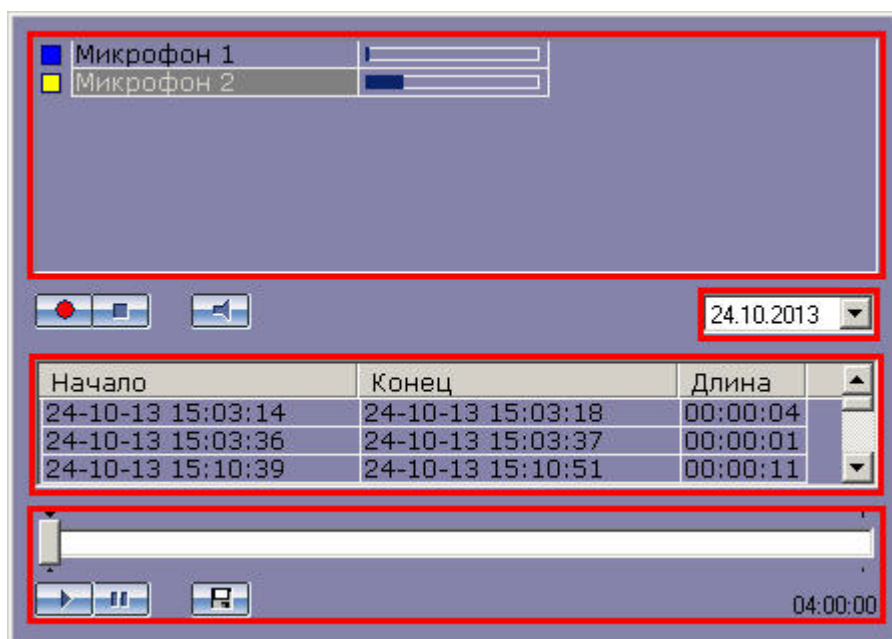 Микрофон 1
Микрофон 2
24.10.2013
Начало Конец Длина
24-10-13 15:03:14 24-10-13 15:03:18 00:00:04
24-10-13 15:03:36 24-10-13 15:03:37 00:00:01
24-10-13 15:10:39 24-10-13 15:10:51 00:00:11
04:00:00